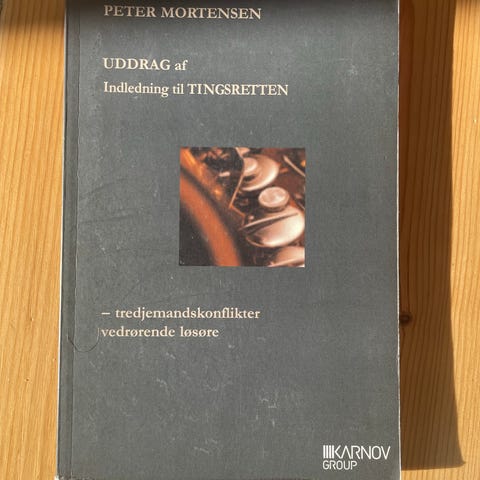 PETER MORTENSEN
UDDRAG af
Indledning til TINGSRETTEN
– tredjemandskonflikter
vedrørende løsøre
KARNOV
GROUP